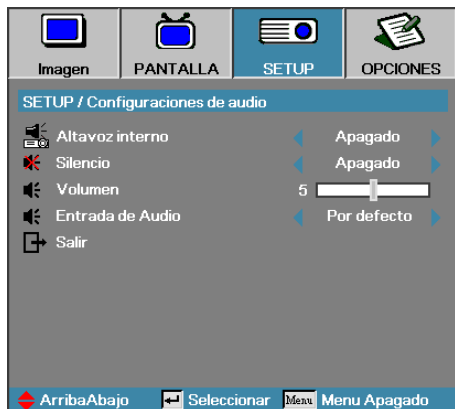 Imagen PANTALLA SETUP OPCIONES
SETUP / Configuraciones de audio
Altavoz interno Apagado
Silencio Apagado
Volumen 5
Entrada de Audio Por defecto
Salir
ArribaAbajo Seleccionar Menu Menu Apagado